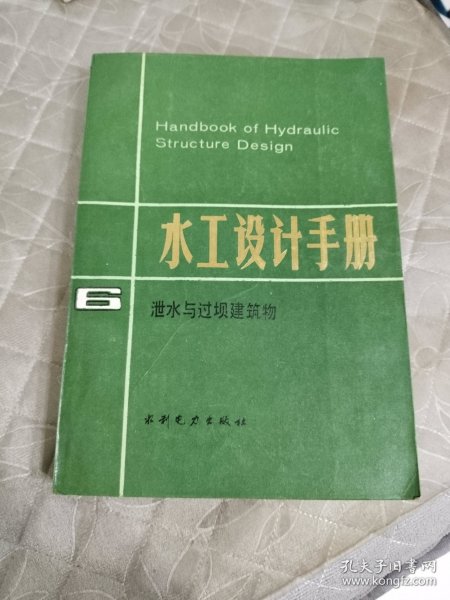 Handbook of Hydraulic
Structure Design
水工设计手册
6
泄水与过坝建筑物
水利电力出版社
孔夫子旧书网
www.kongfz.com